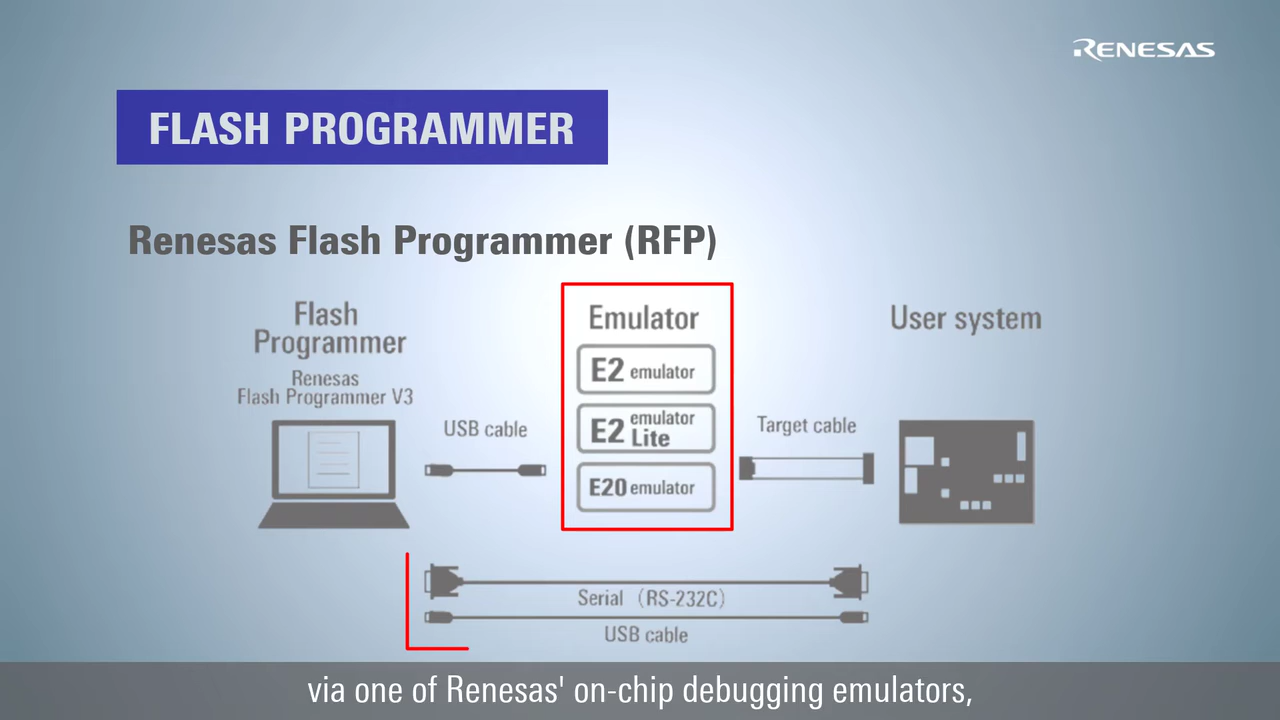 RENESAS
FLASH PROGRAMMER
Renesas Flash Programmer (RFP)
Flash
Programmer
Renesas
Flash Programmer V3
USB cable
Emulator
E2 emulator
E2 emulator Lite
E20 emulator
Target cable
User system
Serial （RS-232C）
USB cable
via one of Renesas' on-chip debugging emulators,